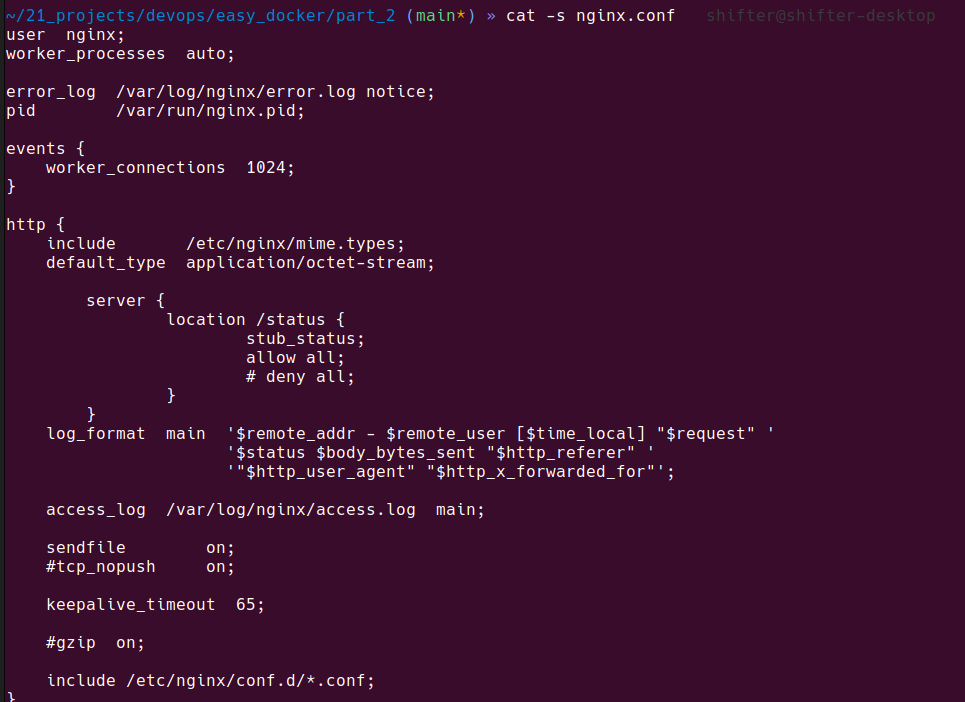 ~/21_projects/devops/easy_docker/part_2 (main*) » cat -s nginx.conf   shifter@shifter-desktop
user  nginx;
worker_processes  auto;

error_log  /var/log/nginx/error.log notice;
pid        /var/run/nginx.pid;

events {
    worker_connections  1024;
}

http {
    include       /etc/nginx/mime.types;
    default_type  application/octet-stream;

        server {
                location /status {
                        stub_status;
                        allow all;
                        # deny all;
                }
        }
    log_format  main  '$remote_addr - $remote_user [$time_local] "$request" '
                      '$status $body_bytes_sent "$http_referer" '
                      '"$http_user_agent" "$http_x_forwarded_for"';

    access_log  /var/log/nginx/access.log  main;

    sendfile        on;
    #tcp_nopush     on;

    keepalive_timeout  65;

    #gzip  on;

    include /etc/nginx/conf.d/*.conf;
}